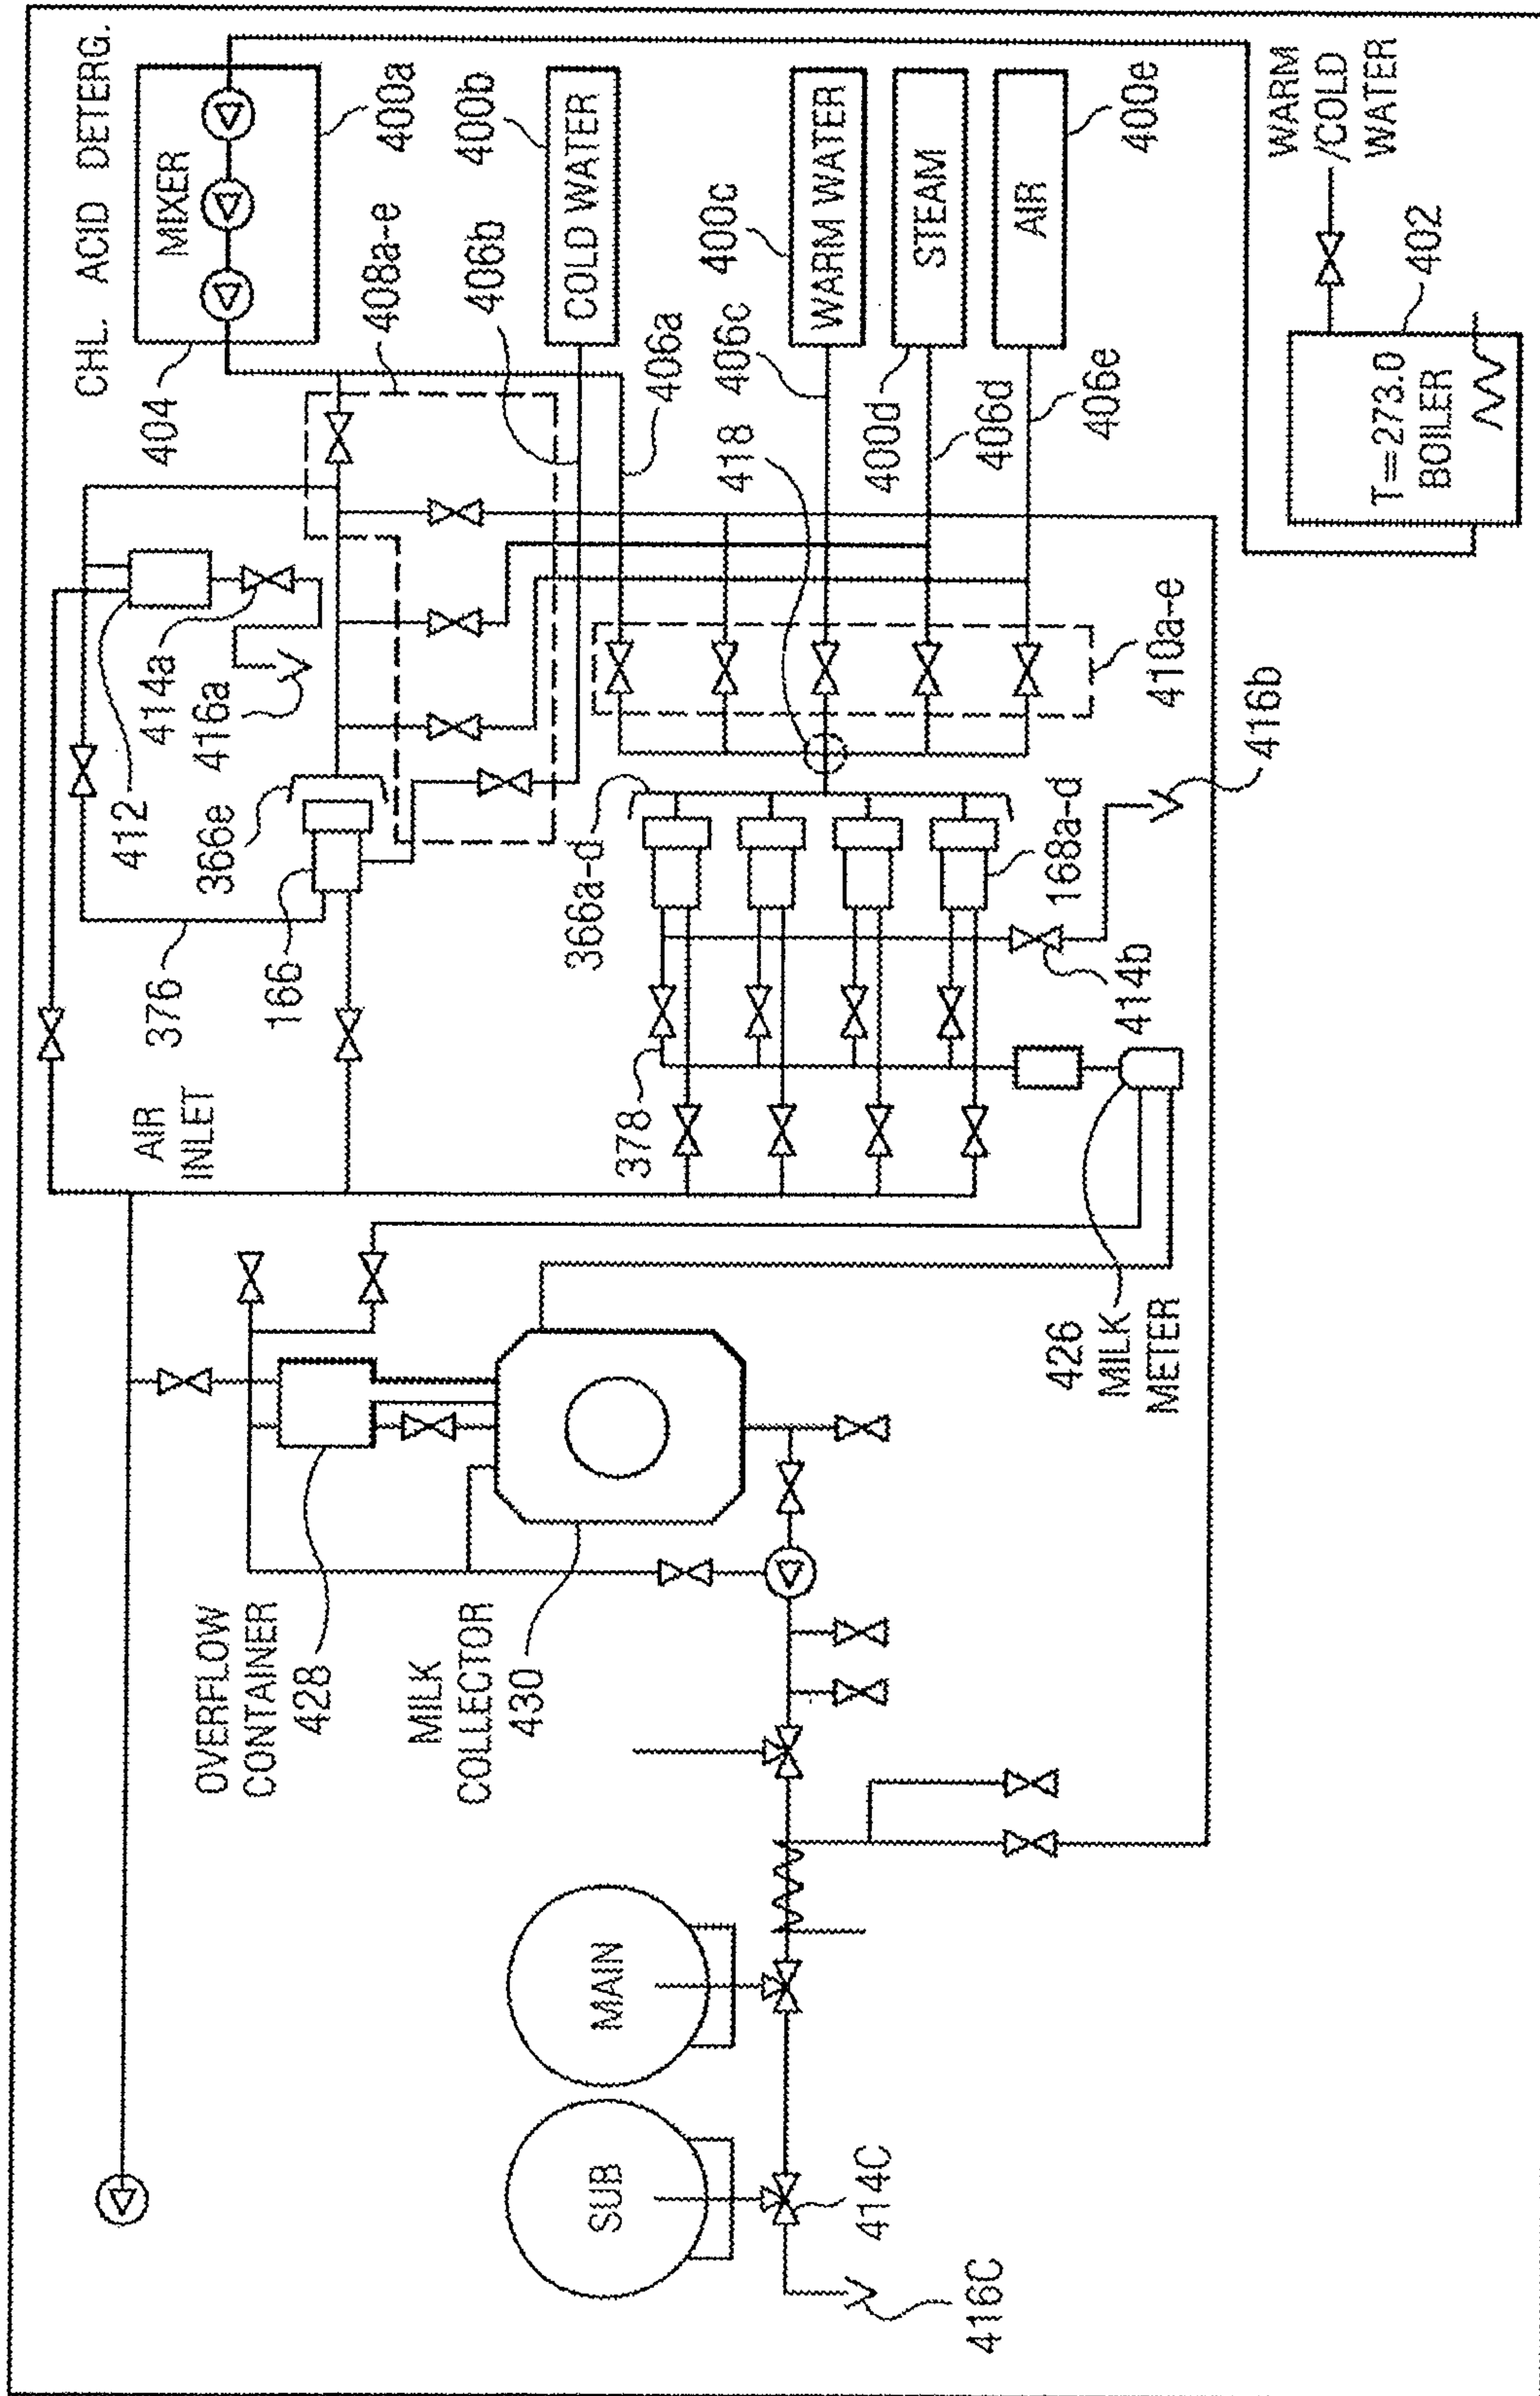 CHL. ACID DETERG.
MIXER
404
400a
408a-e
400b
406b
COLD WATER
406a
400c
406c
WARM WATER
418
400d
STEAM
406d
AIR
400e
406e
WARM
/COLD
WATER
402
T=273.0
BOILER
412
414a
416a
366e
376
166
366a-d
168a-d
410a-e
416b
414b
378
AIR
INLET
426
MILK
METER
OVERFLOW
CONTAINER
428
MILK
COLLECTOR
430
MAIN
SUB
414C
416C